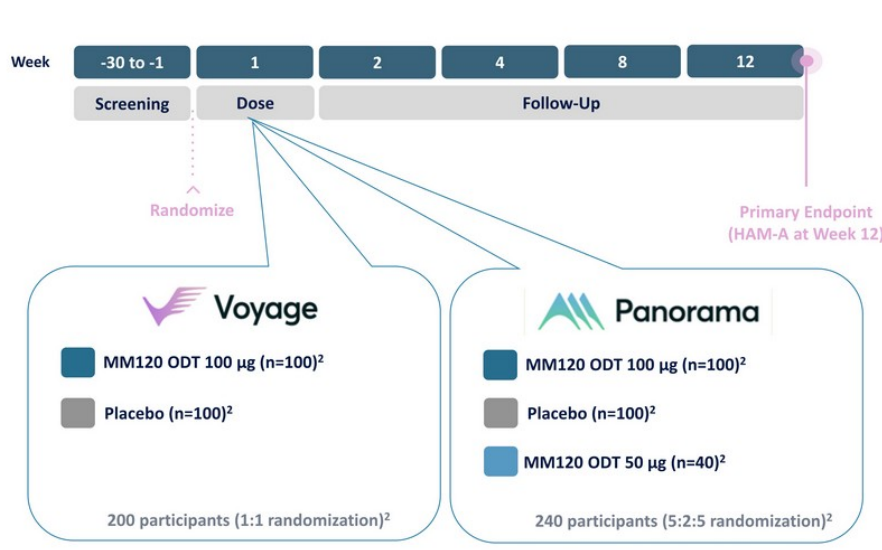 Week -30 to -1 1 2 4 8 12
Screening Dose Follow-Up
Randomize
Primary Endpoint
(HAM-A at Week 12)
Voyage
MM120 ODT 100 µg (n=100)²
Placebo (n=100)²
200 participants (1:1 randomization)²
Panorama
MM120 ODT 100 µg (n=100)²
Placebo (n=100)²
MM120 ODT 50 µg (n=40)²
240 participants (5:2:5 randomization)²